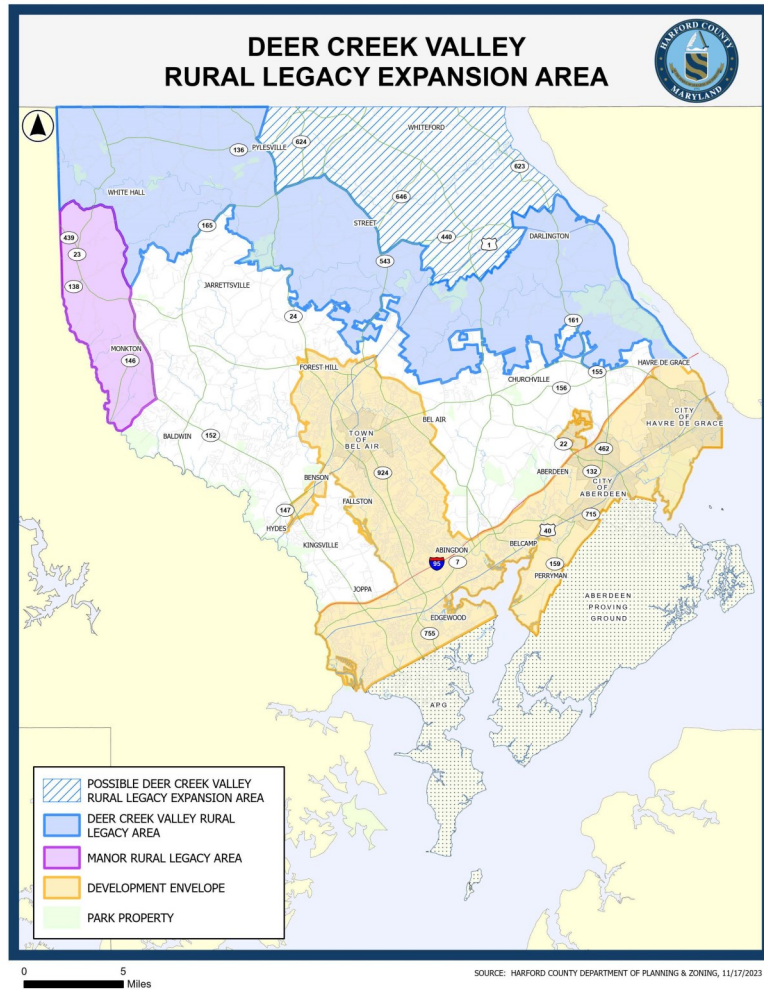 DEER CREEK VALLEY
RURAL LEGACY EXPANSION AREA
HARFORD COUNTY
MARYLAND
WHITEFORD
624
136
PYLESVILLE
623
WHITE HALL
646
165
STREET
439
440
DARLINGTON
1
23
543
138
JARRETTSVILLE
24
161
MONKTON
146
FOREST HILL
HAVRE DE GRACE
155
CHURCHVILLE
156
BEL AIR
CITY
OF
HAVRE DE GRACE
BALDWIN
152
TOWN
OF
BEL AIR
22
462
924
ABERDEEN
132
BENSON
CITY
OF
ABERDEEN
FALLSTON
147
HYDES
715
40
KINGSVILLE
BELCAMP
ABINGDON
95
7
159
PERRYMAN
JOPPA
ABERDEEN
PROVING
GROUND
EDGEWOOD
755
APG
POSSIBLE DEER CREEK VALLEY
RURAL LEGACY EXPANSION AREA
DEER CREEK VALLEY RURAL
LEGACY AREA
MANOR RURAL LEGACY AREA
DEVELOPMENT ENVELOPE
PARK PROPERTY
0 5
Miles
SOURCE: HARFORD COUNTY DEPARTMENT OF PLANNING & ZONING, 11/17/2023